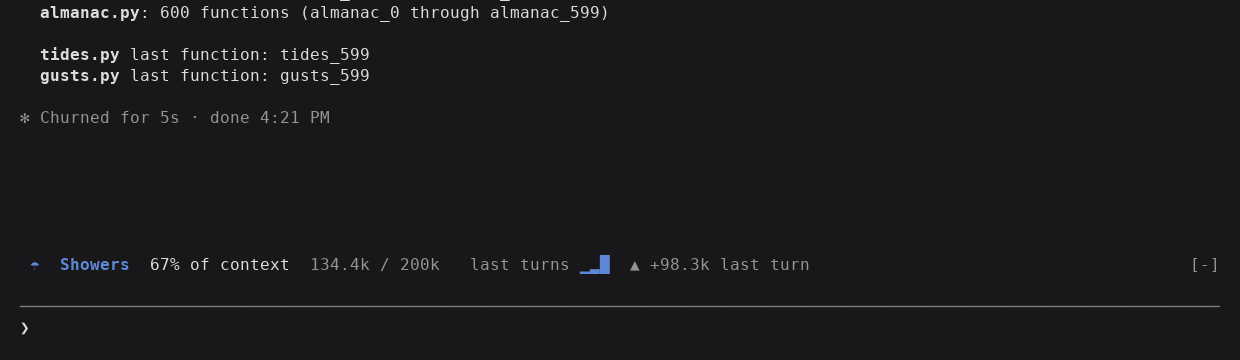 almanac.py: 600 functions (almanac_0 through almanac_599)
tides.py last function: tides_599
gusts.py last function: gusts_599
✻ Churned for 5s · done 4:21 PM
☂ Showers 67% of context 134.4k / 200k last turns ▁▂█ ▲ +98.3k last turn [-]
❯